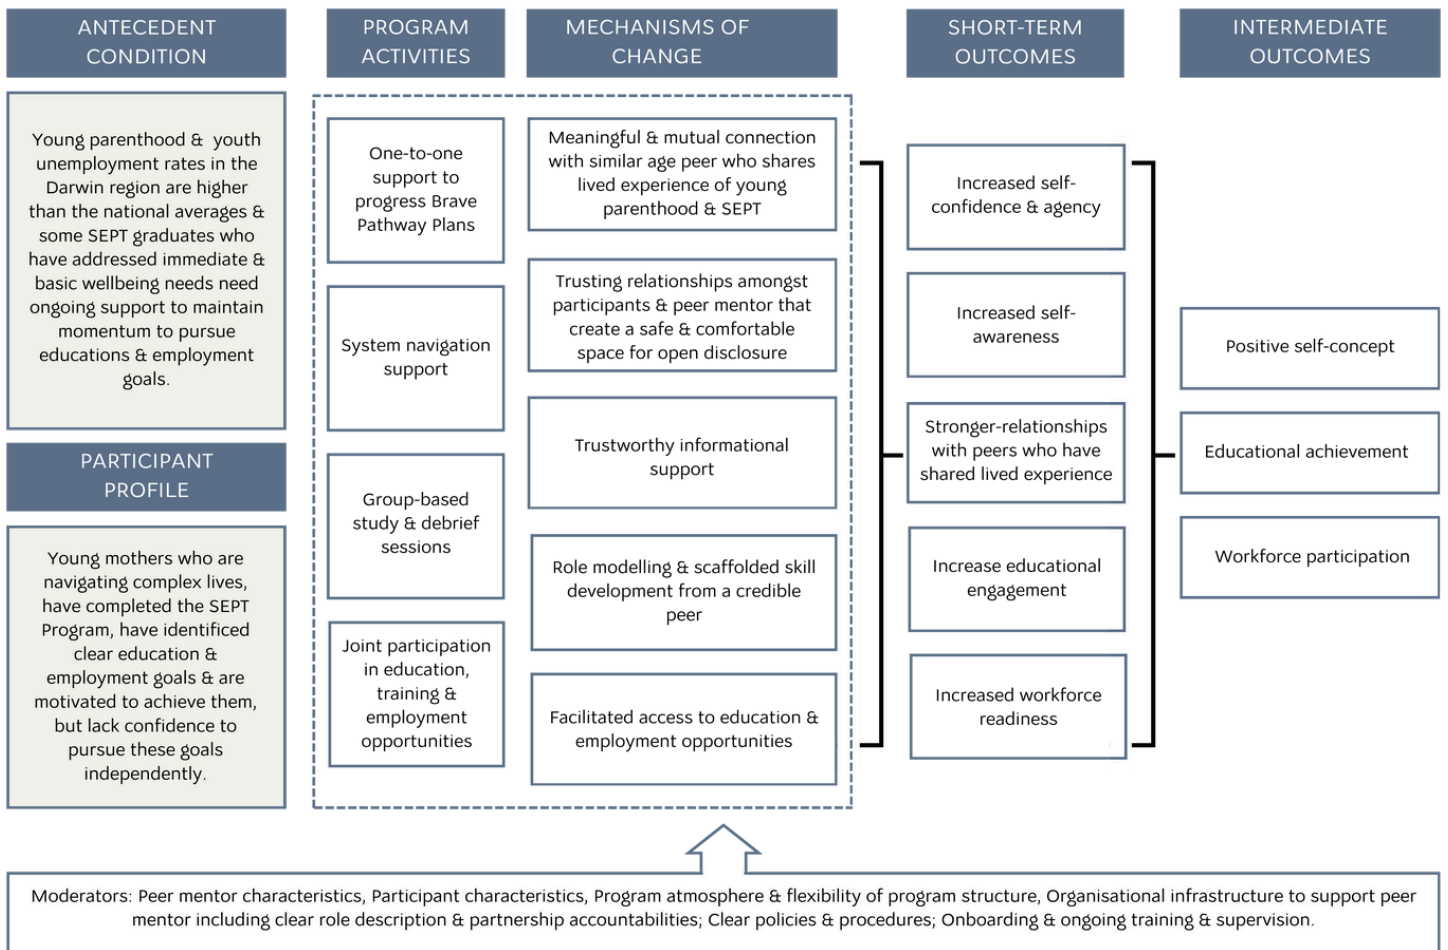 ANTECEDENT
CONDITION
Young parenthood & youth
unemployment rates in the
Darwin region are higher
than the national averages &
some SEPT graduates who
have addressed immediate &
basic wellbeing needs need
ongoing support to maintain
momentum to pursue
educations & employment
goals.
PARTICIPANT
PROFILE
Young mothers who are
navigating complex lives,
have completed the SEPT
Program, have identificed
clear education &
employment goals & are
motivated to achieve them,
but lack confidence to
pursue these goals
independently.
PROGRAM
ACTIVITIES
One-to-one
support to
progress Brave
Pathway Plans
System navigation
support
Group-based
study & debrief
sessions
Joint participation
in education,
training &
employment
opportunities
MECHANISMS OF
CHANGE
Meaningful & mutual connection
with similar age peer who shares
lived experience of young
parenthood & SEPT
Trusting relationships amongst
participants & peer mentor that
create a safe & comfortable
space for open disclosure
Trustworthy informational
support
Role modelling & scaffolded skill
development from a credible
peer
Facilitated access to education &
employment opportunities
SHORT-TERM
OUTCOMES
Increased self-
confidence & agency
Increased self-
awareness
Stronger-relationships
with peers who have
shared lived experience
Increase educational
engagement
Increased workforce
readiness
INTERMEDIATE
OUTCOMES
Positive self-concept
Educational achievement
Workforce participation
Moderators: Peer mentor characteristics, Participant characteristics, Program atmosphere & flexibility of program structure, Organisational infrastructure to support peer
mentor including clear role description & partnership accountabilities; Clear policies & procedures; Onboarding & ongoing training & supervision.